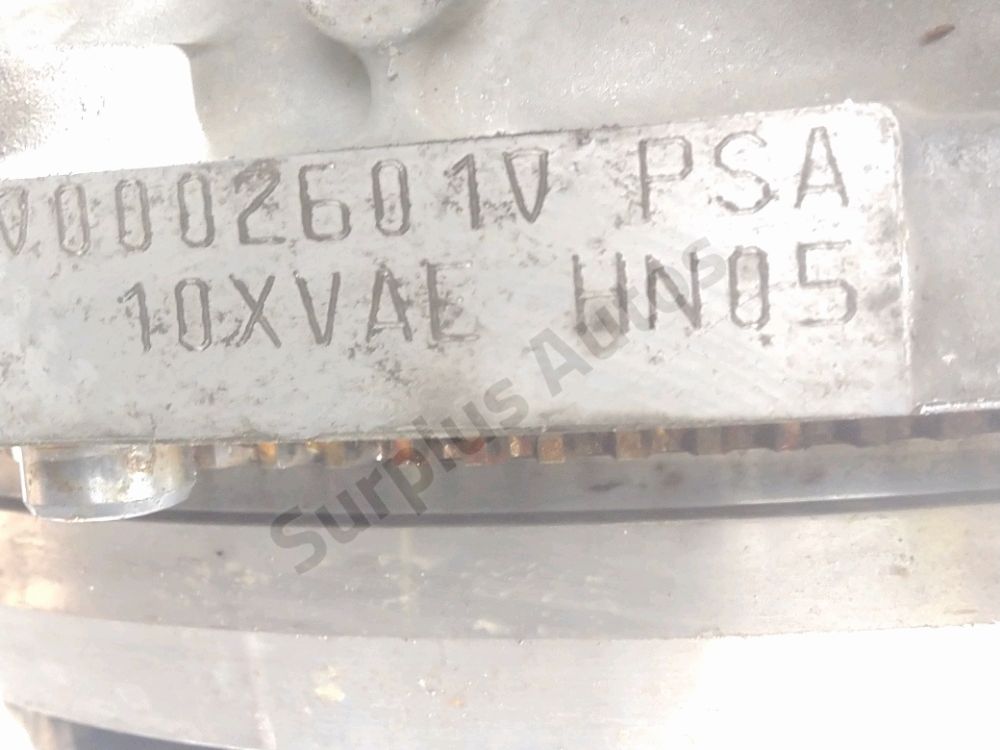 V0002601V PSA
10XVAE HN05
Surplus Autos